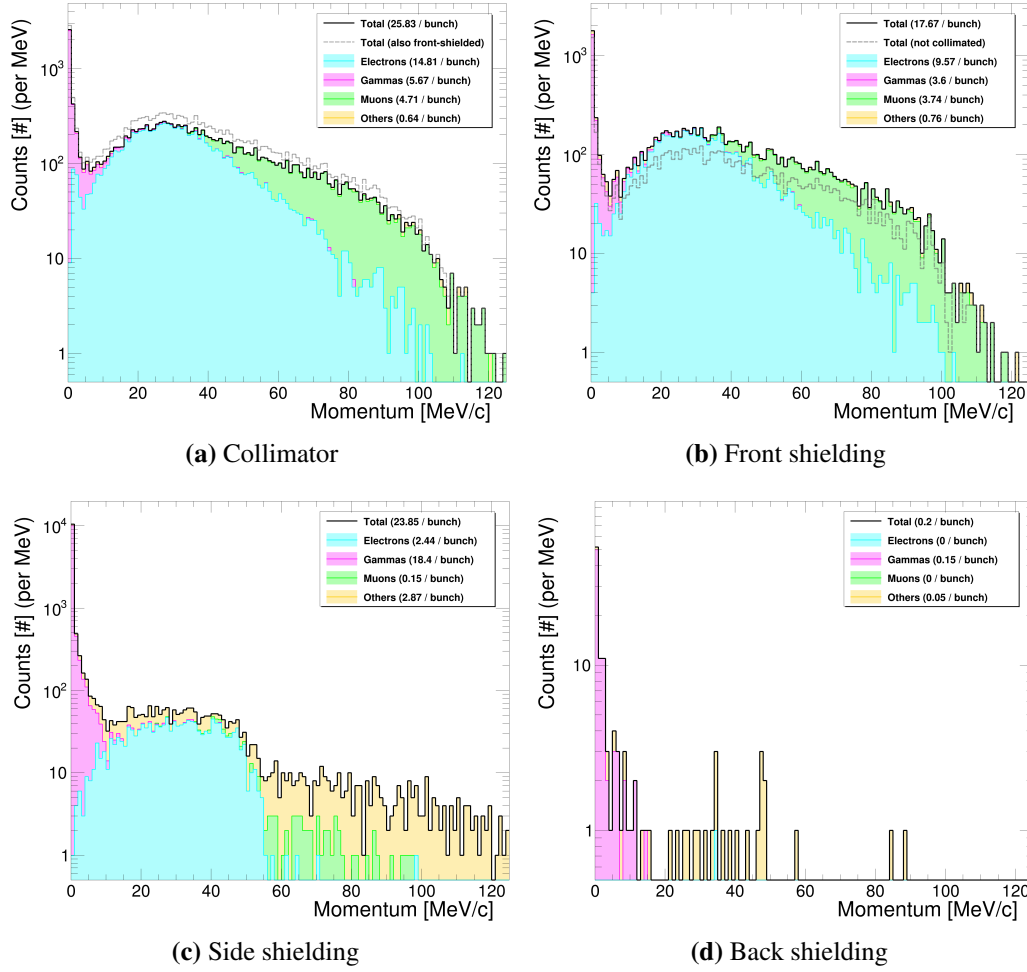 Counts [#] (per MeV)
10³
10²
10
1
0 20 40 60 80 100 120
Momentum [MeV/c]
Total (25.83 / bunch)
Total (also front-shielded)
Electrons (14.81 / bunch)
Gammas (5.67 / bunch)
Muons (4.71 / bunch)
Others (0.64 / bunch)
(a) Collimator
Counts [#] (per MeV)
10³
10²
10
1
0 20 40 60 80 100 120
Momentum [MeV/c]
Total (17.67 / bunch)
Total (not collimated)
Electrons (9.57 / bunch)
Gammas (3.6 / bunch)
Muons (3.74 / bunch)
Others (0.76 / bunch)
(b) Front shielding
Counts [#] (per MeV)
10⁴
10³
10²
10
1
0 20 40 60 80 100 120
Momentum [MeV/c]
Total (23.85 / bunch)
Electrons (2.44 / bunch)
Gammas (18.4 / bunch)
Muons (0.15 / bunch)
Others (2.87 / bunch)
(c) Side shielding
Counts [#] (per MeV)
10
1
0 20 40 60 80 100 120
Momentum [MeV/c]
Total (0.2 / bunch)
Electrons (0 / bunch)
Gammas (0.15 / bunch)
Muons (0 / bunch)
Others (0.05 / bunch)
(d) Back shielding